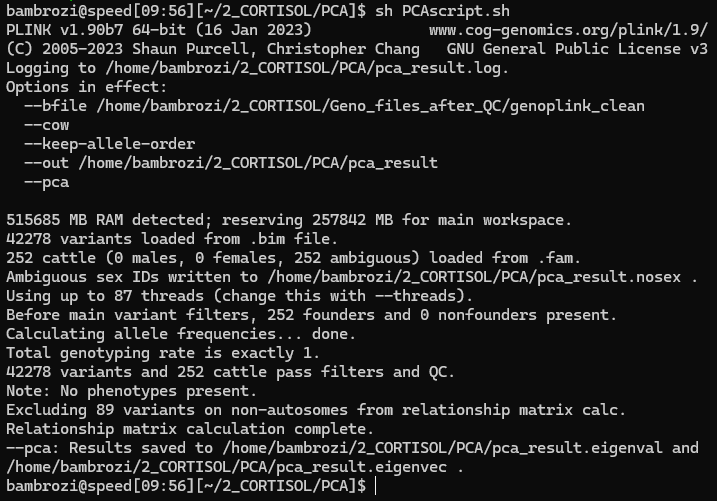 bambrozi@speed[09:56][~/2_CORTISOL/PCA]$ sh PCAscript.sh
PLINK v1.90b7 64-bit (16 Jan 2023)             www.cog-genomics.org/plink/1.9/
(C) 2005-2023 Shaun Purcell, Christopher Chang   GNU General Public License v3
Logging to /home/bambrozi/2_CORTISOL/PCA/pca_result.log.
Options in effect:
  --bfile /home/bambrozi/2_CORTISOL/Geno_files_after_QC/genoplink_clean
  --cow
  --keep-allele-order
  --out /home/bambrozi/2_CORTISOL/PCA/pca_result
  --pca

515685 MB RAM detected; reserving 257842 MB for main workspace.
42278 variants loaded from .bim file.
252 cattle (0 males, 0 females, 252 ambiguous) loaded from .fam.
Ambiguous sex IDs written to /home/bambrozi/2_CORTISOL/PCA/pca_result.nosex .
Using up to 87 threads (change this with --threads).
Before main variant filters, 252 founders and 0 nonfounders present.
Calculating allele frequencies... done.
Total genotyping rate is exactly 1.
42278 variants and 252 cattle pass filters and QC.
Note: No phenotypes present.
Excluding 89 variants on non-autosomes from relationship matrix calc.
Relationship matrix calculation complete.
--pca: Results saved to /home/bambrozi/2_CORTISOL/PCA/pca_result.eigenval and
/home/bambrozi/2_CORTISOL/PCA/pca_result.eigenvec .
bambrozi@speed[09:56][~/2_CORTISOL/PCA]$